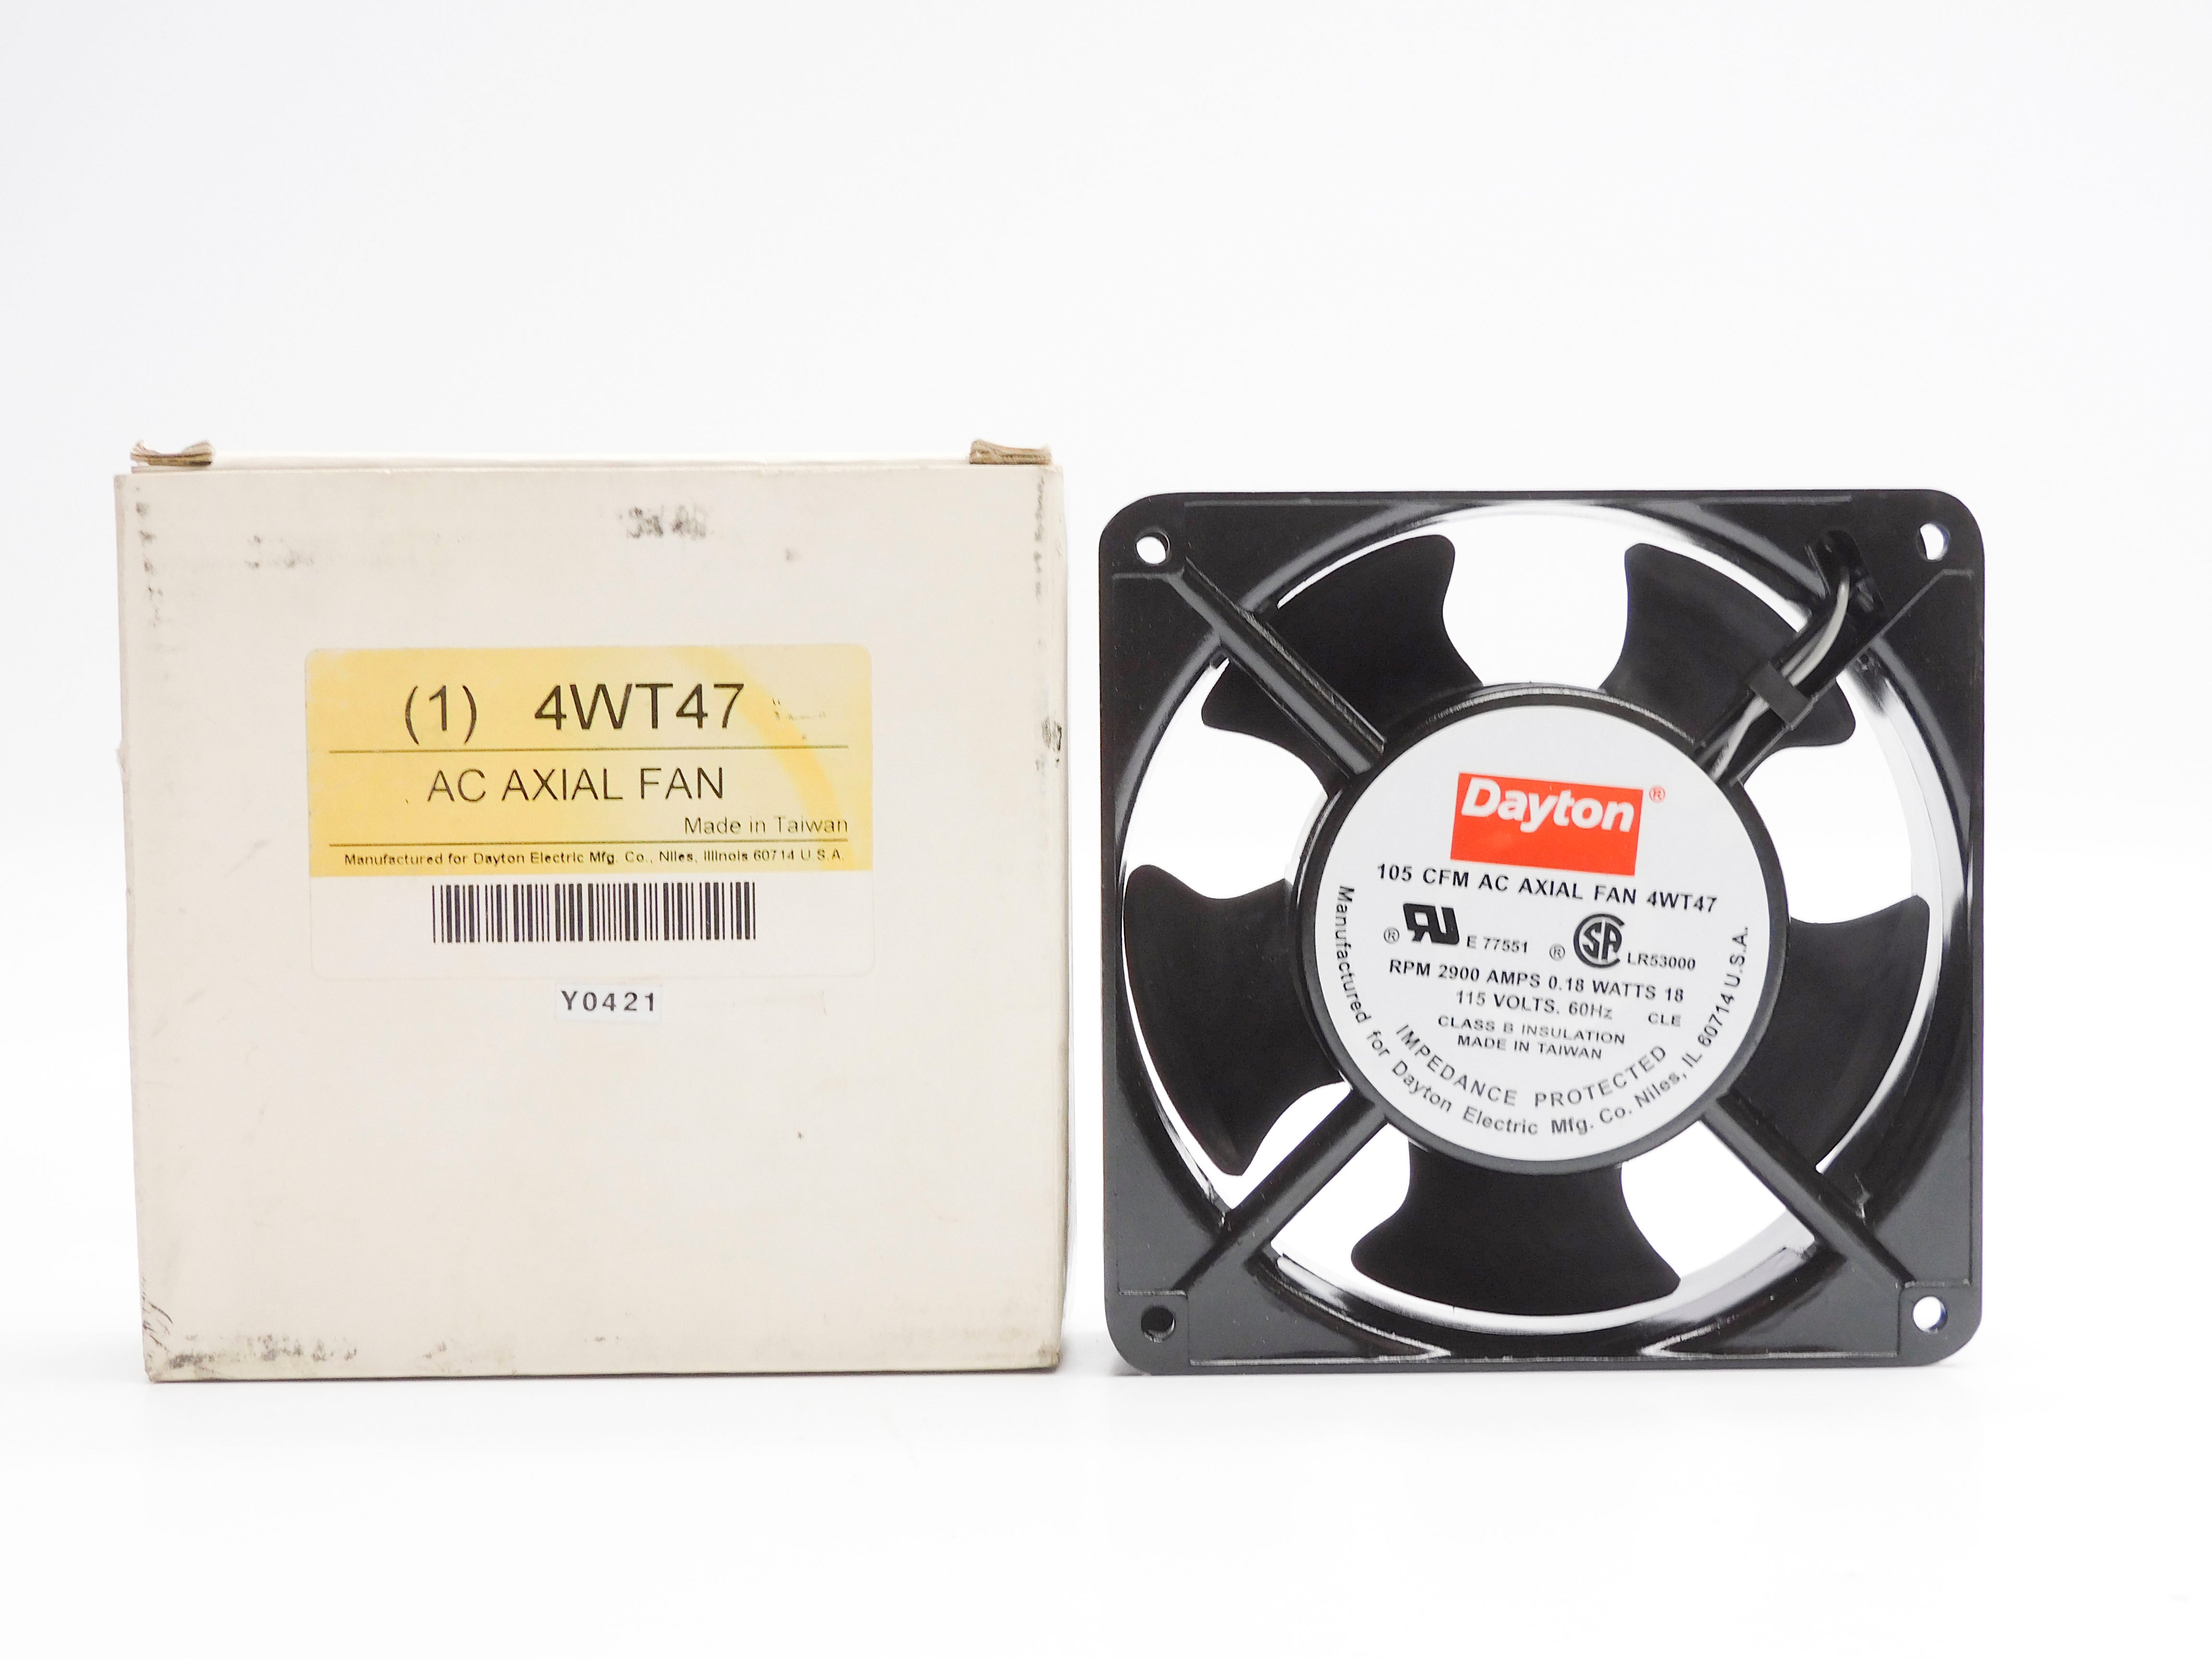 (1) 4WT47
AC AXIAL FAN
Made in Taiwan
Manufactured for Dayton Electric Mfg. Co., Niles, Illinois 60714 U.S.A.
Y0421
Dayton ®
105 CFM AC AXIAL FAN 4WT47
® RU E 77551 ® SA LR53000
RPM 2900 AMPS 0.18 WATTS 18
115 VOLTS. 60Hz CLE
CLASS B INSULATION
MADE IN TAIWAN
IMPEDANCE PROTECTED
Manufactured for Dayton Electric Mfg. Co. Niles, IL 60714 U.S.A.